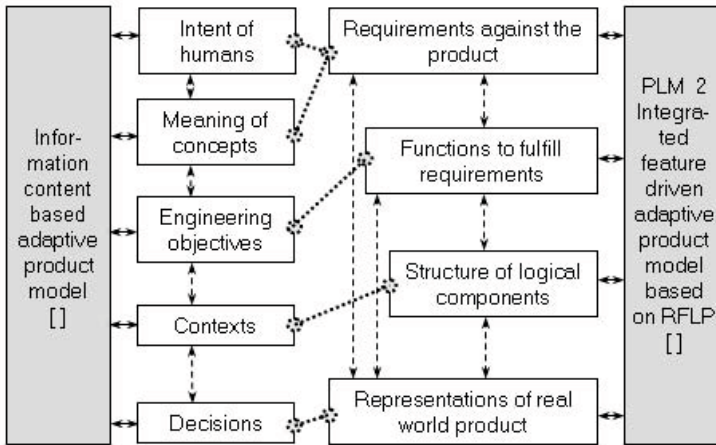 Infor-
mation
content
based
adaptive
product
model
[ ]
Intent of
humans
Meaning of
concepts
Engineering
objectives
Contexts
Decisions
Requirements against the
product
Functions to fulfill
requirements
Structure of logical
components
Representations of real
world product
PLM 2
Integra-
ted
feature
driven
adaptive
product
model
based
on RFLP
[ ]